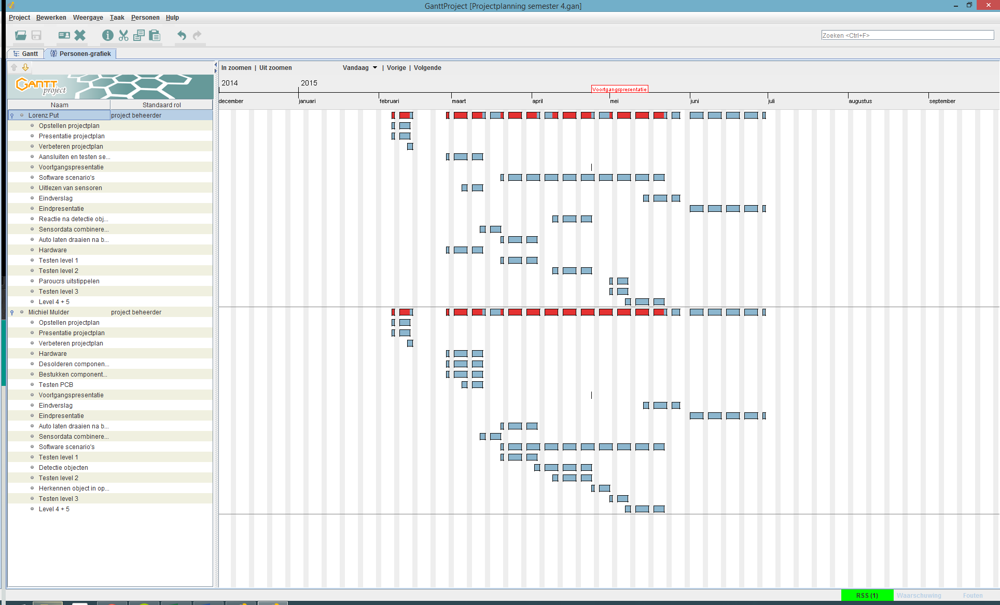 GanttProject [Projectplanning semester 4.gan]
Project Bewerken Weergave Taak Personen Hulp
Zoeken <Ctrl+F>
Gantt Personen-grafiek
In zoomen | Uit zoomen Vandaag | Vorige | Volgende
GANTT project
2014 2015
Voortgangspresentatie
december januari februari maart april mei juni juli augustus september
Naam Standaard rol
Lorenz Put project beheerder
Opstellen projectplan
Presentatie projectplan
Verbeteren projectplan
Aansluiten en testen se...
Voortgangspresentatie
Software scenario's
Uitlezen van sensoren
Eindverslag
Eindpresentatie
Reactie na detectie obj...
Sensordata combinere...
Auto laten draaien na b...
Hardware
Testen level 1
Testen level 2
Paroucrs uitstippelen
Testen level 3
Level 4 + 5
Michiel Mulder project beheerder
Opstellen projectplan
Presentatie projectplan
Verbeteren projectplan
Hardware
Desolderen componen...
Bestukken component...
Testen PCB
Voortgangspresentatie
Eindverslag
Eindpresentatie
Auto laten draaien na b...
Sensordata combinere...
Software scenario's
Testen level 1
Detectie objecten
Testen level 2
Herkennen object in op...
Testen level 3
Level 4 + 5
RSS (1) Waarschuwing Fouten